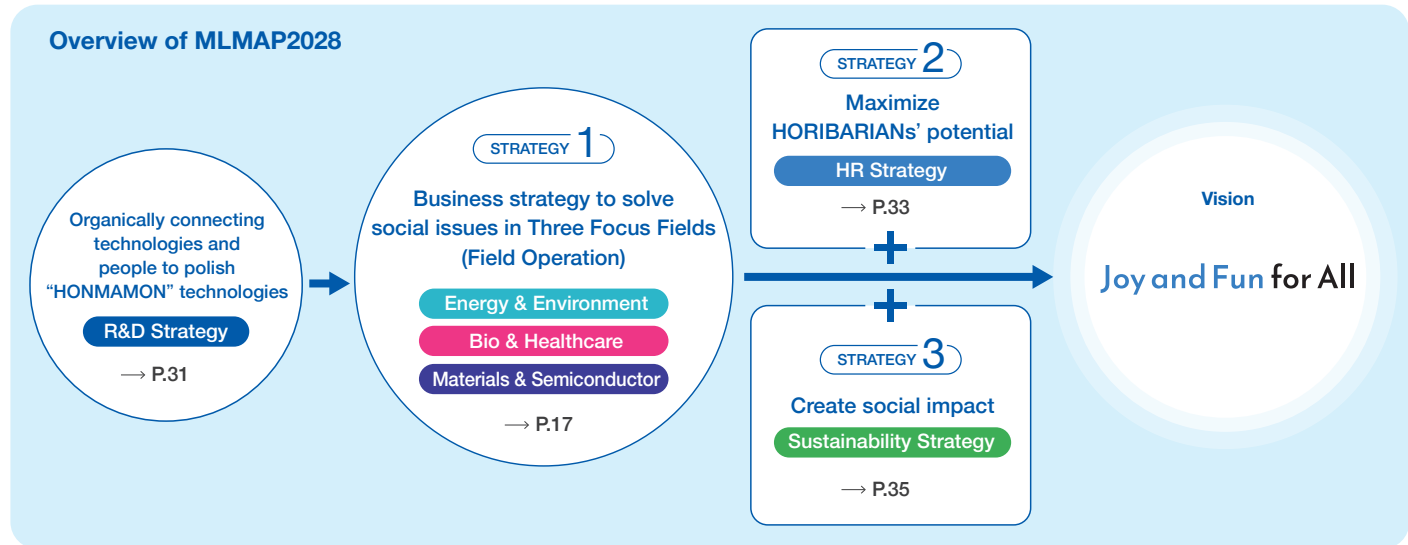 Overview of MLMAP2028
Organically connecting
technologies and
people to polish
“HONMAMON” technologies
R&D Strategy
→ P.31
STRATEGY 1
Business strategy to solve
social issues in Three Focus Fields
(Field Operation)
Energy & Environment
Bio & Healthcare
Materials & Semiconductor
→ P.17
STRATEGY 2
Maximize
HORIBARIANs’ potential
HR Strategy
→ P.33
STRATEGY 3
Create social impact
Sustainability Strategy
→ P.35
Vision
Joy and Fun for All